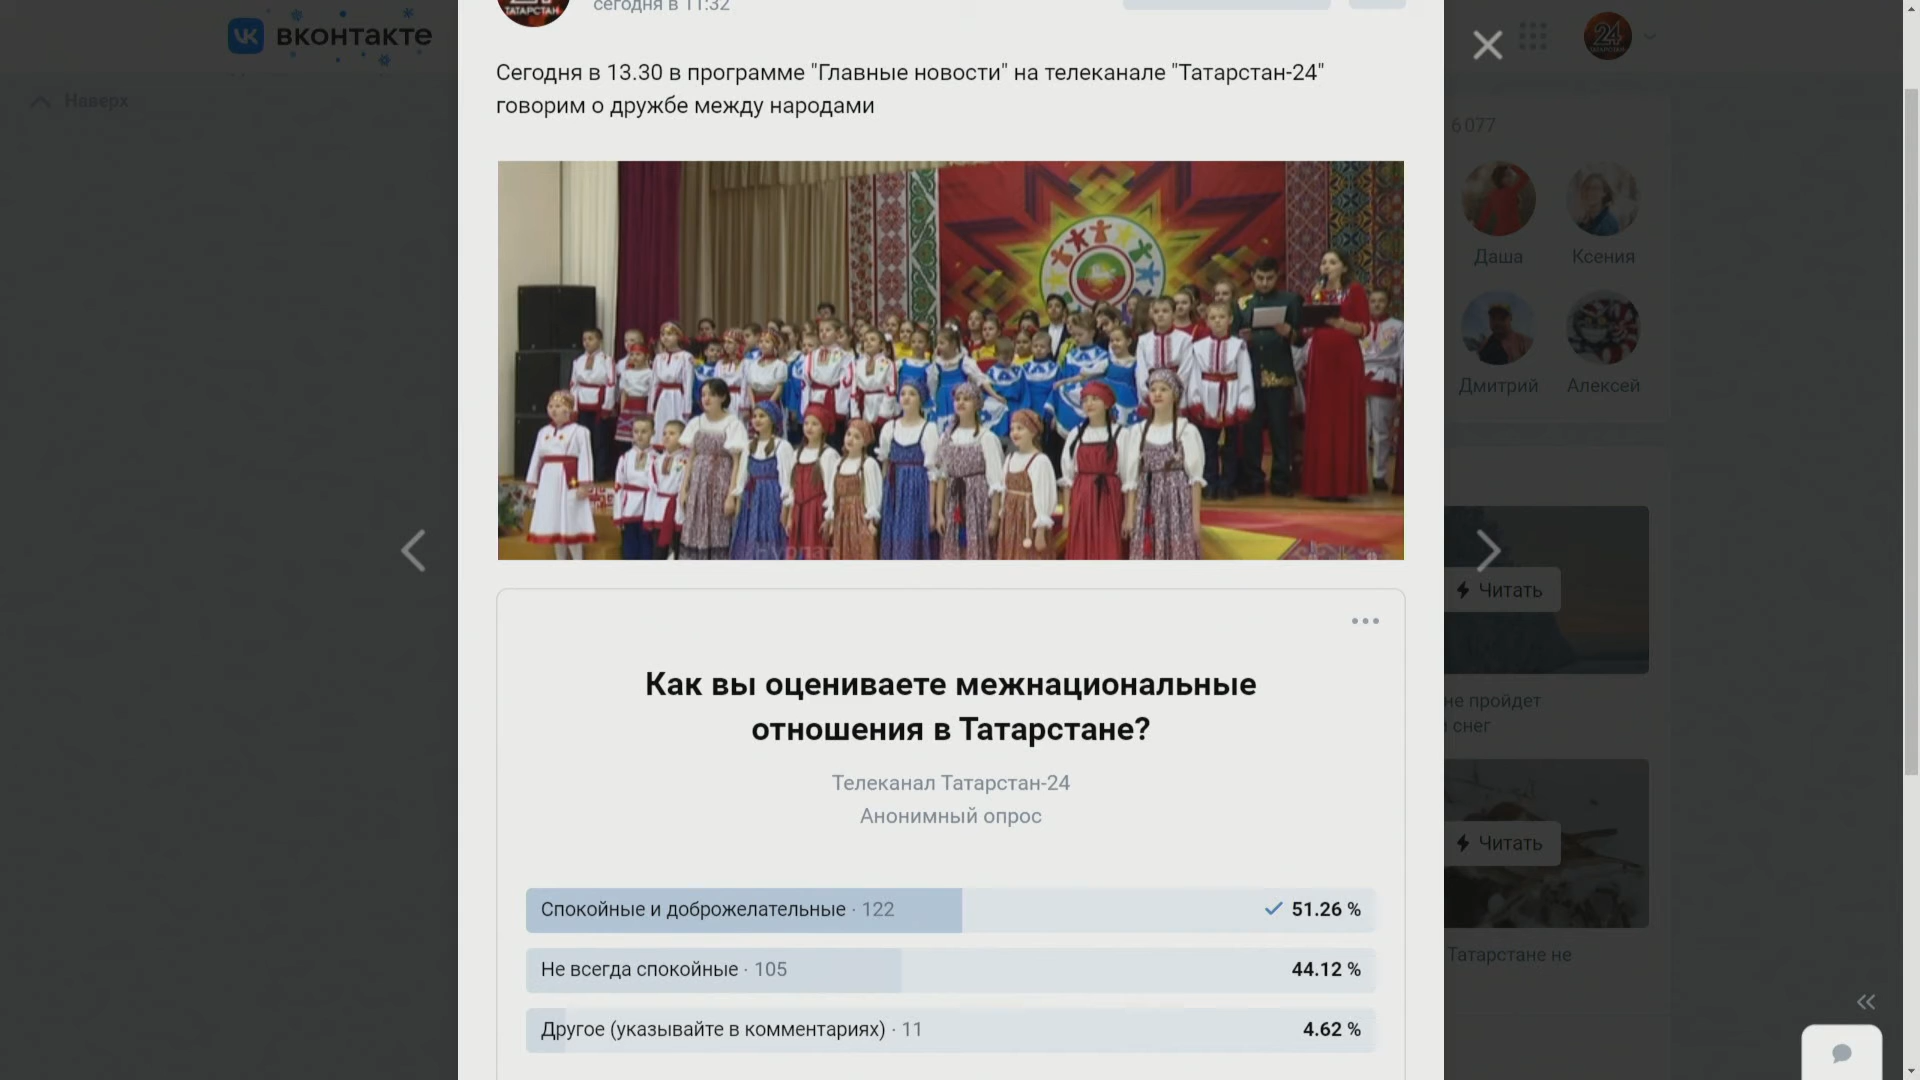 ТАТАРСТАН
сегодня в 11:32
вконтакте
24
Наверх
Сегодня в 13.30 в программе "Главные новости" на телеканале "Татарстан-24"
говорим о дружбе между народами
6 077
Даша
Ксения
Дмитрий
Алексей
Читать
не пройдет
снег
Читать
Татарстане не
Как вы оцениваете межнациональные
отношения в Татарстане?
Телеканал Татарстан-24
Анонимный опрос
Спокойные и доброжелательные · 122 51.26 %
Не всегда спокойные · 105 44.12 %
Другое (указывайте в комментариях) · 11 4.62 %